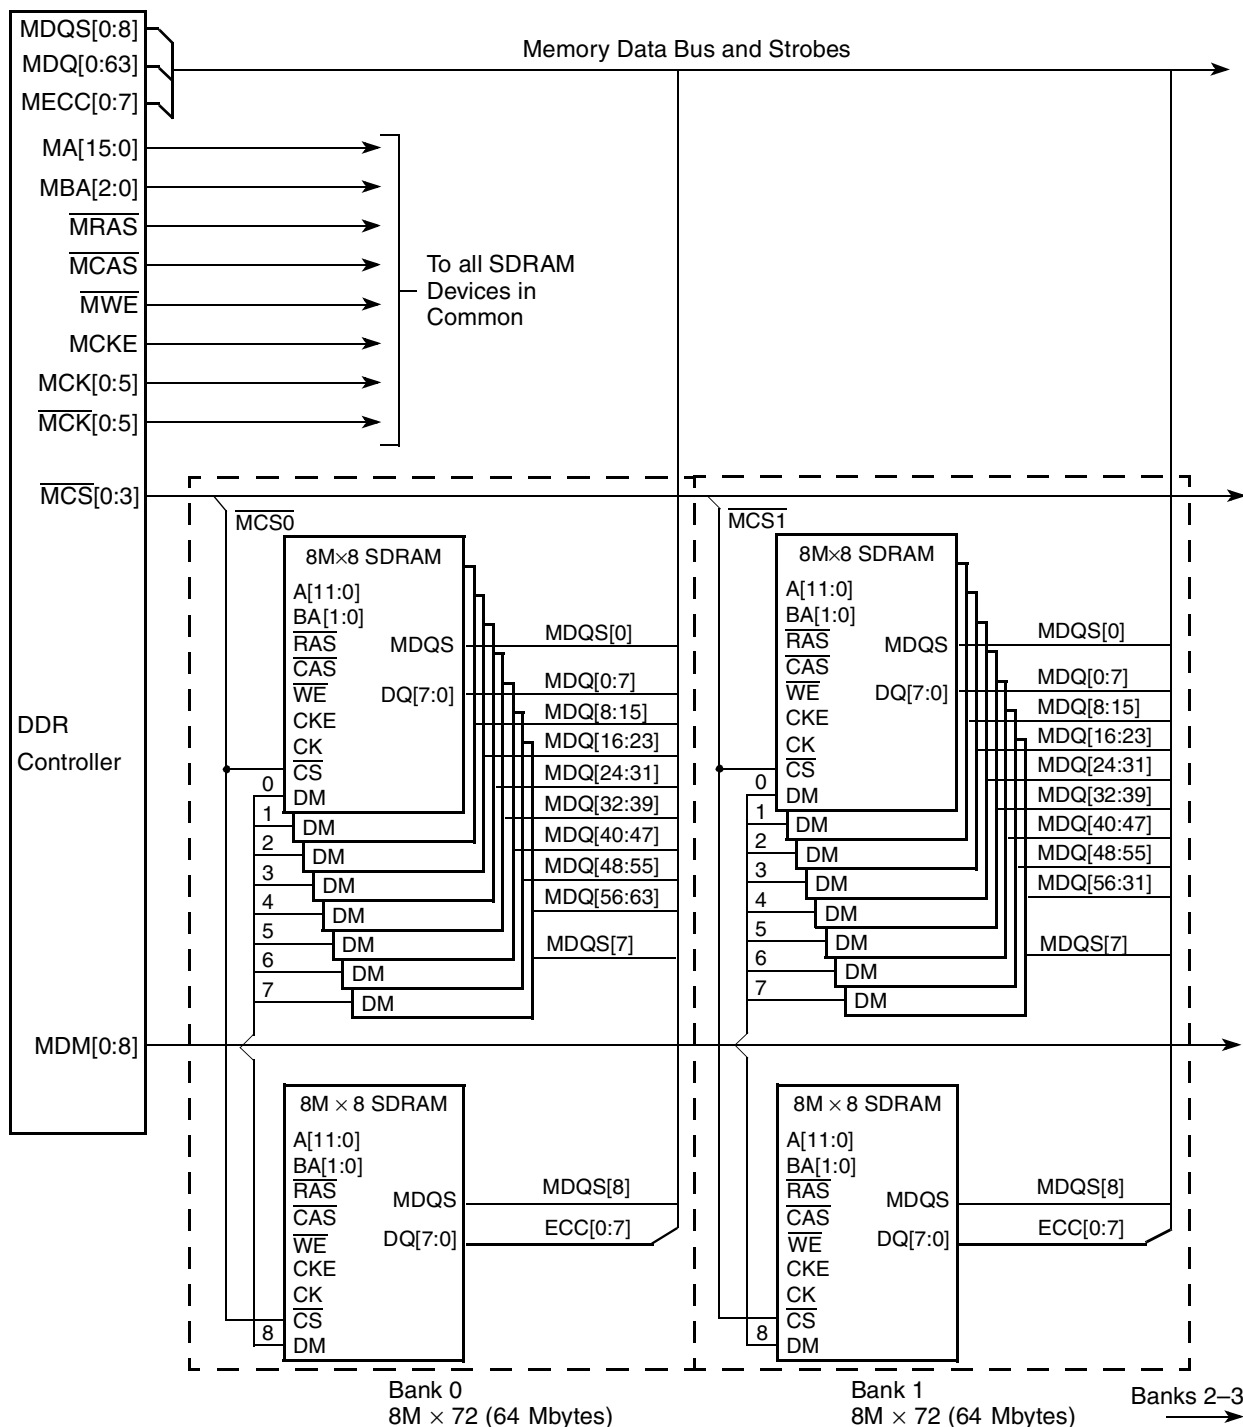 MDQS[0:8]
Memory Data Bus and Strobes
MDQ[0:63]
MECC[0:7]
MA[15:0]
MBA[2:0]
MRAS
MCAS
MWE
MCKE
MCK[0:5]
MCK[0:5]
To all SDRAM
Devices in
Common
MCS[0:3]
DDR
Controller
MDM[0:8]
MCS0
8M×8 SDRAM
A[11:0]
BA[1:0]
RAS
CAS
WE
CKE
CK
CS
DM
MDQS
DQ[7:0]
0
1
2
3
4
5
6
7
DM
DM
DM
DM
DM
DM
DM
MDQS[0]
MDQ[0:7]
MDQ[8:15]
MDQ[16:23]
MDQ[24:31]
MDQ[32:39]
MDQ[40:47]
MDQ[48:55]
MDQ[56:63]
MDQS[7]
MCS1
8M×8 SDRAM
A[11:0]
BA[1:0]
RAS
CAS
WE
CKE
CK
CS
DM
MDQS
DQ[7:0]
0
1
2
3
4
5
6
7
DM
DM
DM
DM
DM
DM
DM
MDQS[0]
MDQ[0:7]
MDQ[8:15]
MDQ[16:23]
MDQ[24:31]
MDQ[32:39]
MDQ[40:47]
MDQ[48:55]
MDQ[56:31]
MDQS[7]
8M × 8 SDRAM
A[11:0]
BA[1:0]
RAS
CAS
WE
CKE
CK
CS
DM
8
MDQS
DQ[7:0]
MDQS[8]
ECC[0:7]
8M × 8 SDRAM
A[11:0]
BA[1:0]
RAS
CAS
WE
CKE
CK
CS
DM
8
MDQS
DQ[7:0]
MDQS[8]
ECC[0:7]
Bank 0
8M × 72 (64 Mbytes)
Bank 1
8M × 72 (64 Mbytes)
Banks 2–3